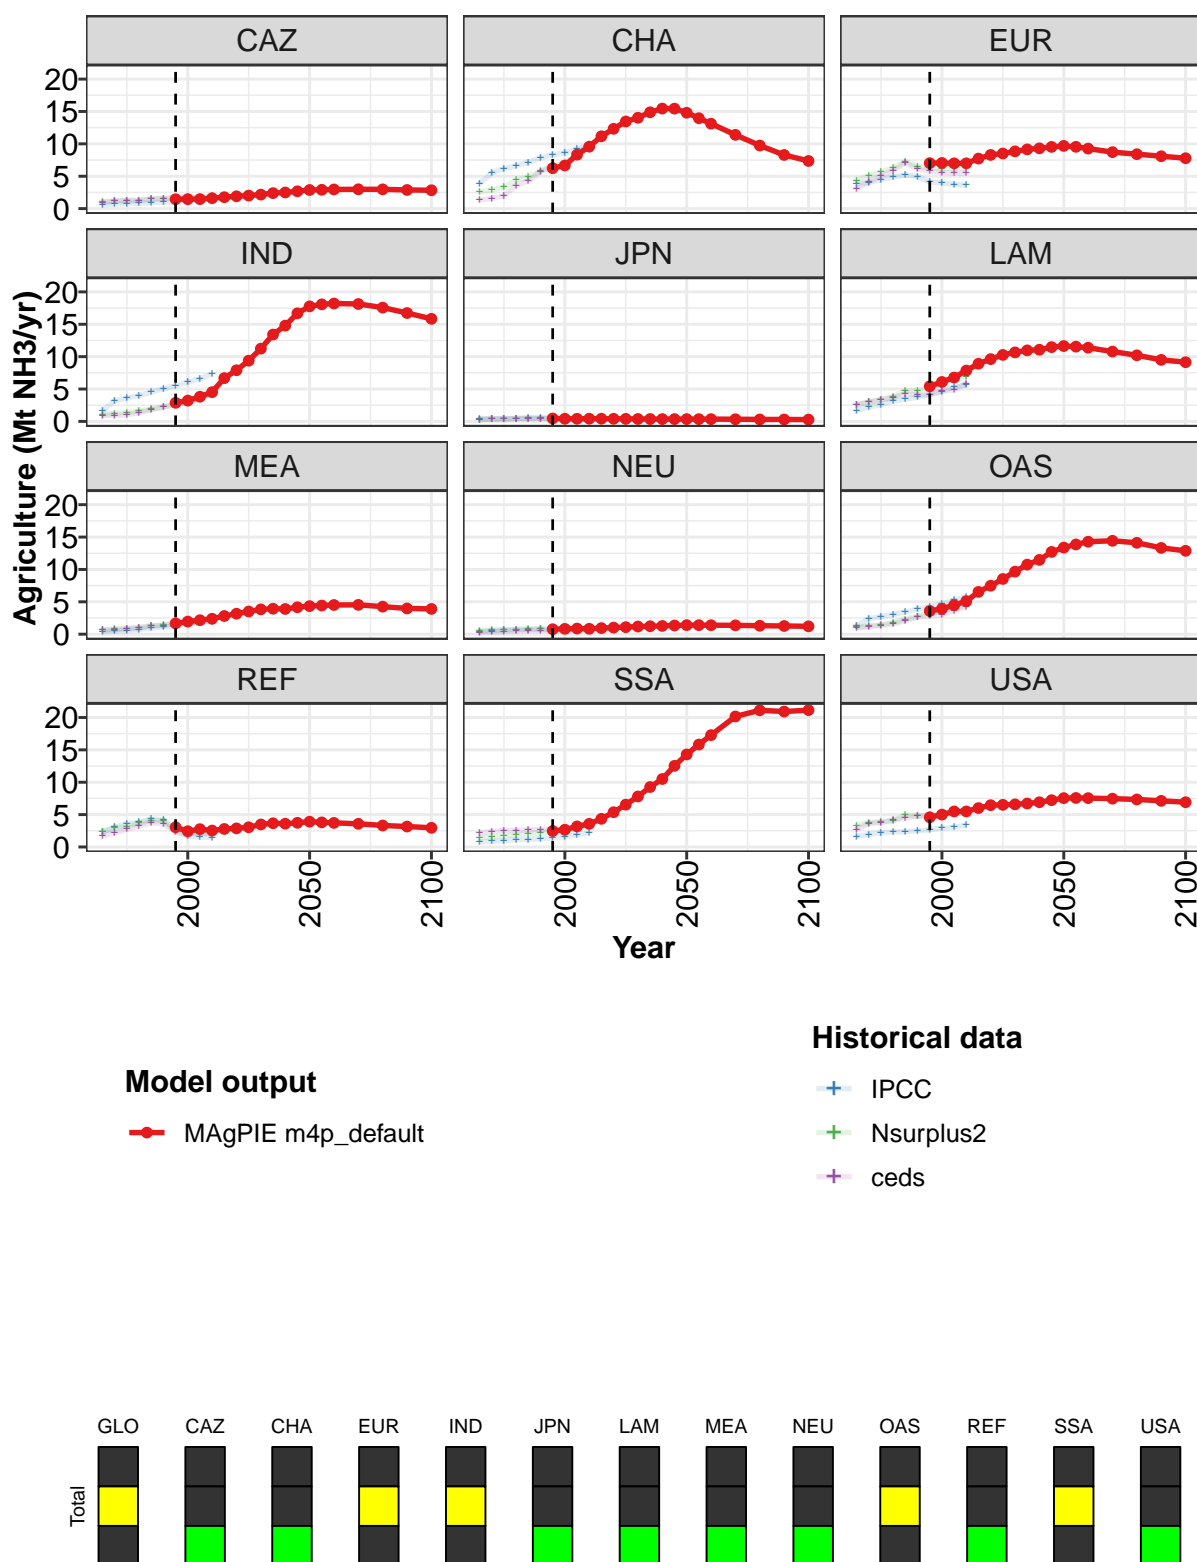 CAZ CHA EUR
20
15
10
5
0
IND JPN LAM
20
15
10
5
0
MEA NEU OAS
20
15
10
5
0
REF SSA USA
20
15
10
5
0
Agriculture (Mt NH3/yr)
2000 2050 2100 2000 2050 2100 2000 2050 2100
Year
Model output
MAgPIE m4p_default
Historical data
IPCC
Nsurplus2
ceds
GLO CAZ CHA EUR IND JPN LAM MEA NEU OAS REF SSA USA
Total